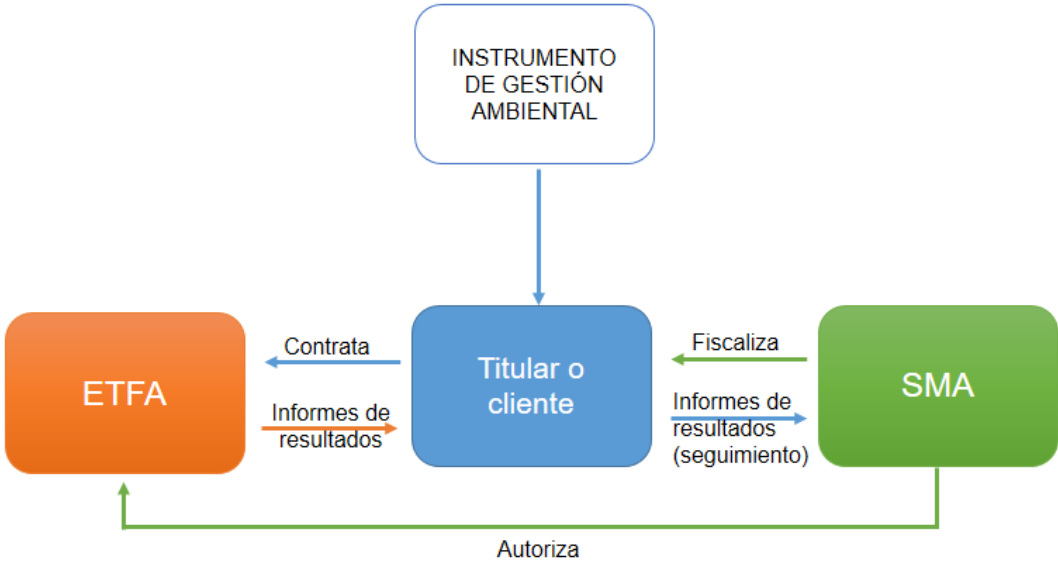 INSTRUMENTO
DE GESTIÓN
AMBIENTAL
Contrata
Fiscaliza
ETFA
Titular o
cliente
SMA
Informes de
resultados
Informes de
resultados
(seguimiento)
Autoriza